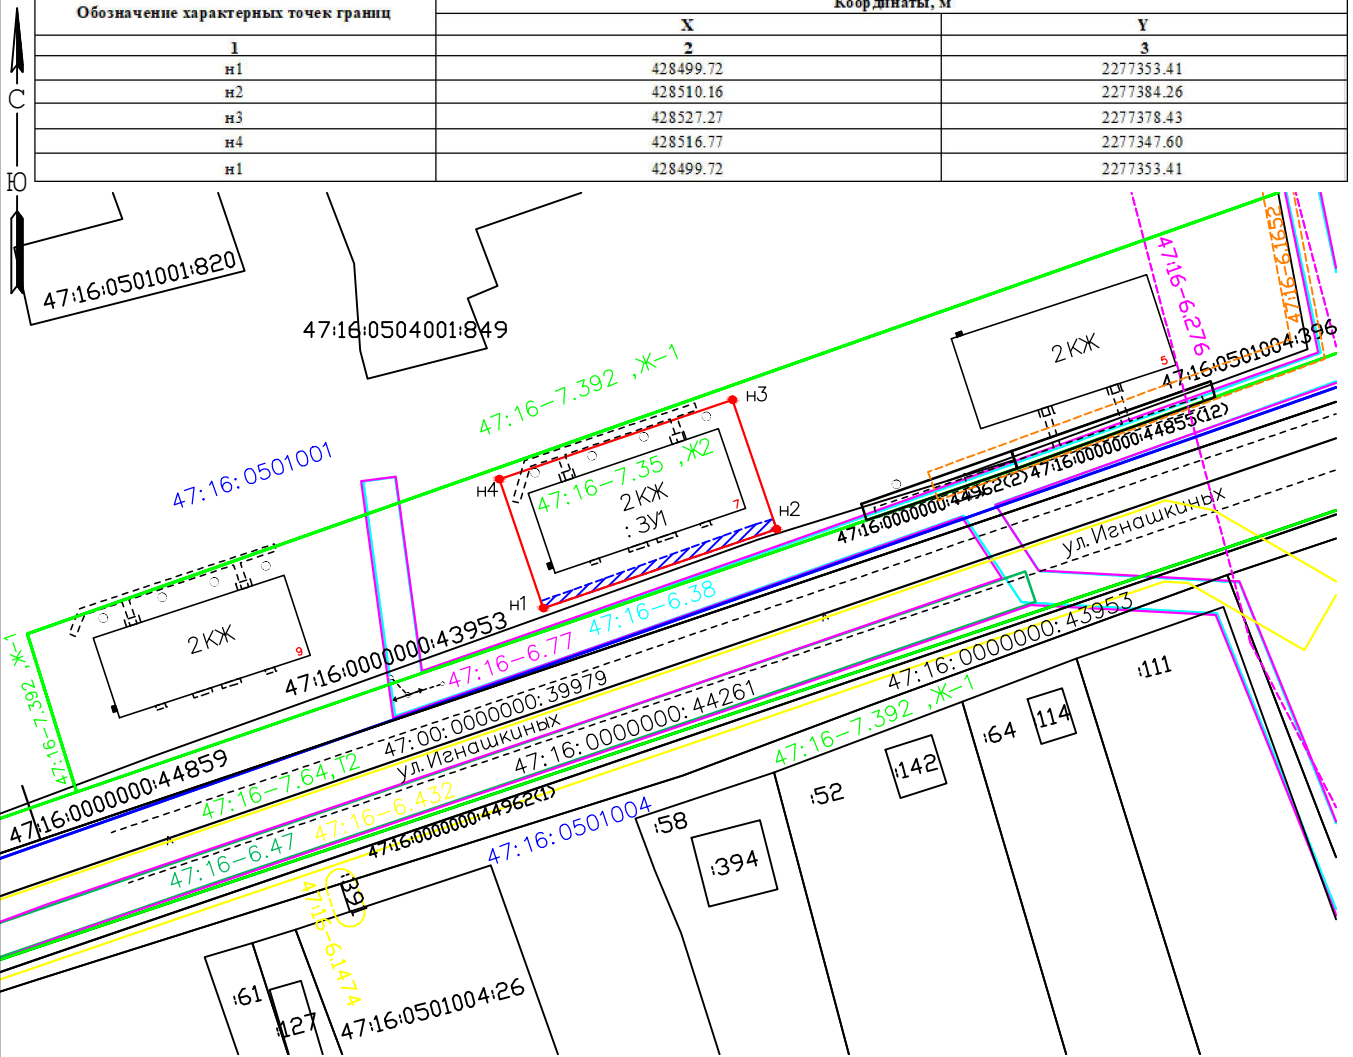 Обозначение характерных точек границ
Координаты, м
X
Y
1
2
3
н1
428499.72
2277353.41
н2
428510.16
2277384.26
н3
428527.27
2277378.43
н4
428516.77
2277347.60
н1
428499.72
2277353.41
С
Ю
47:16:0501001:820
47:16:0504001:849
47:16-6.276
47:16-6.1652
47:16:0501004:396
2КЖ
5
47:16-7.392 ,Ж-1
н3
47:16:0501001
н4
47:16-7.35 ,Ж2
2КЖ
:ЗУ1
7
н2
н1
47:16:0000000:44855(12)
47:16:0000000:44962(2)
ул. Игнашкиных
2КЖ
9
47:16-7.392 ,Ж-1
47:16:0000000:43953
47:16-6.38
47:16-6.77
47:16:0000000:43953
47:00:0000000:39979
47:16:0000000:44261
ул. Игнашкиных
47:16-7.392 ,Ж-1
:111
:114
:64
:142
:52
47:16:0000000:44859
47:16-7.64,Т2
47:16-6.432
47:16:0000000:44962(1)
47:16:0501004
:58
:394
47:16-6.47
:391
47:16-6.1474
:61
:127
47:16:0501004:26